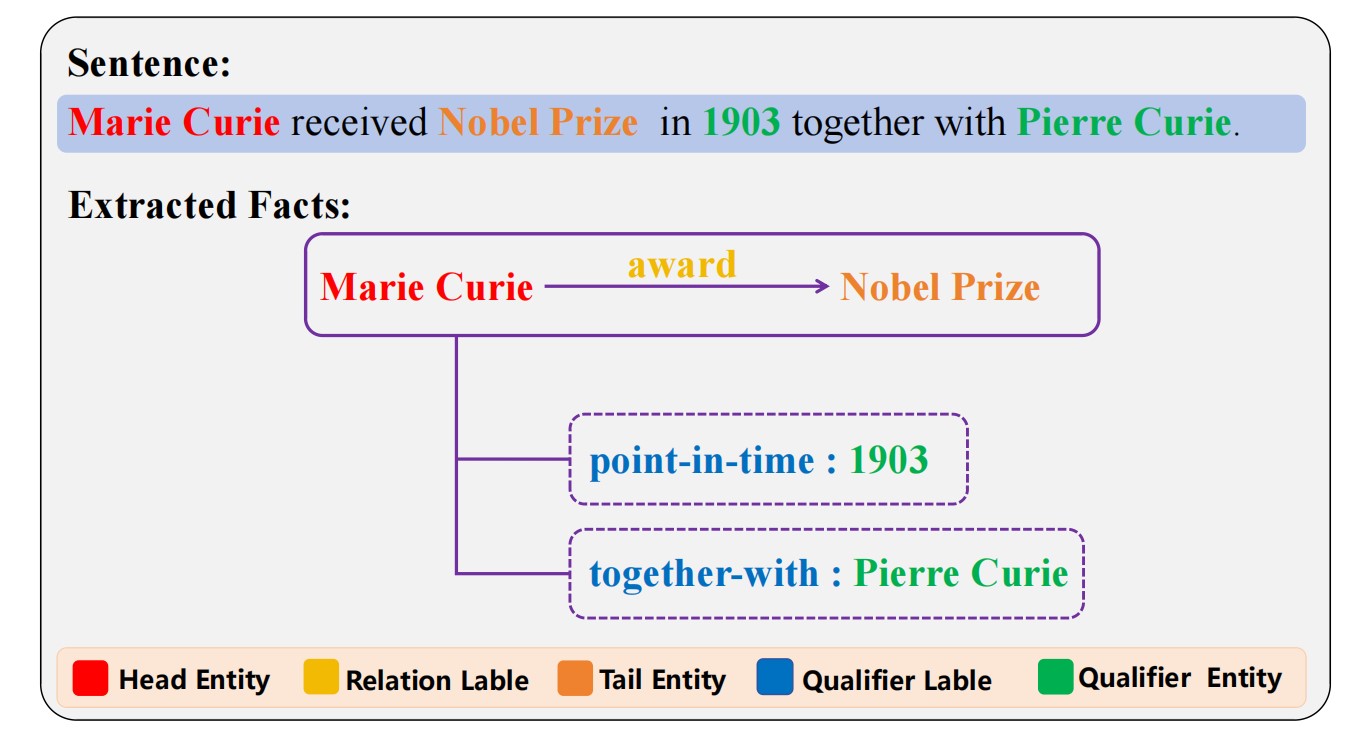 Sentence:
Marie Curie received Nobel Prize in 1903 together with Pierre Curie.
Extracted Facts:
award
Marie Curie Nobel Prize
point-in-time : 1903
together-with : Pierre Curie
Head Entity Relation Lable Tail Entity Qualifier Lable Qualifier Entity